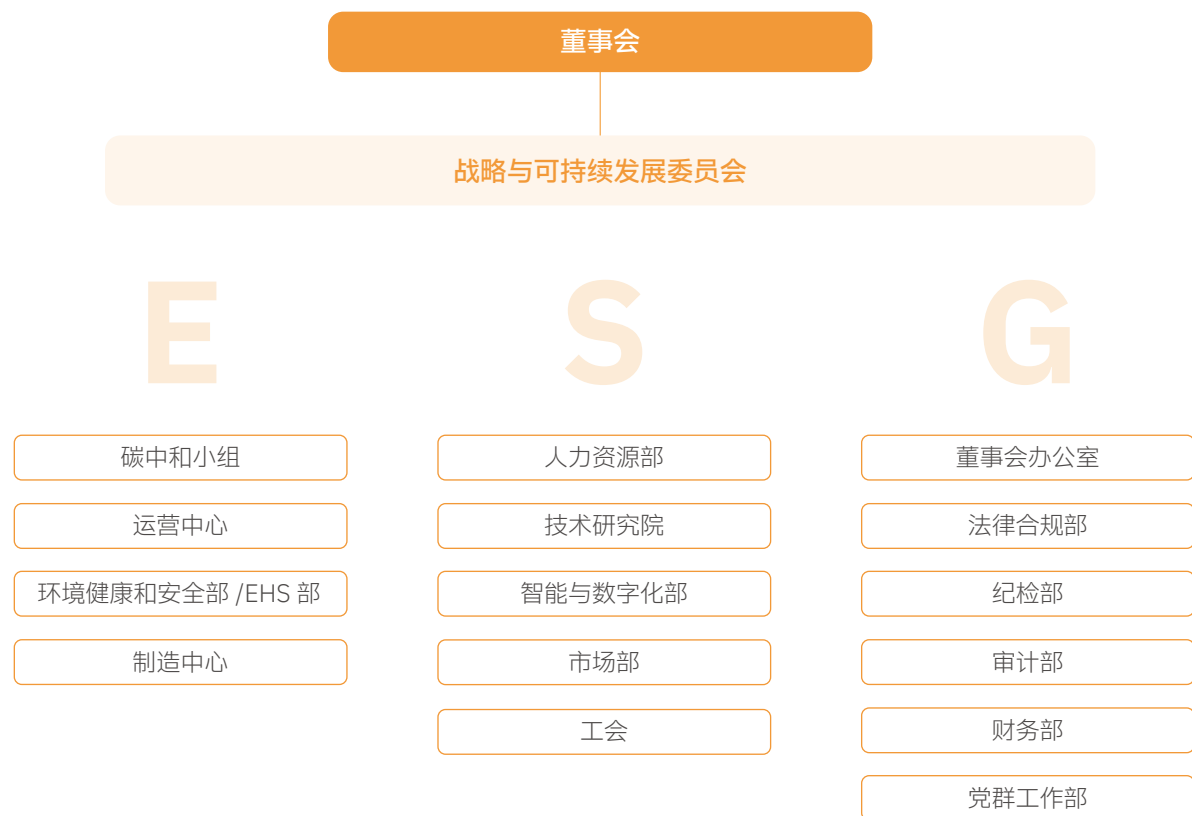 董事会
战略与可持续发展委员会
E
S
G
碳中和小组
运营中心
环境健康和安全部 /EHS 部
制造中心
人力资源部
技术研究院
智能与数字化部
市场部
工会
董事会办公室
法律合规部
纪检部
审计部
财务部
党群工作部